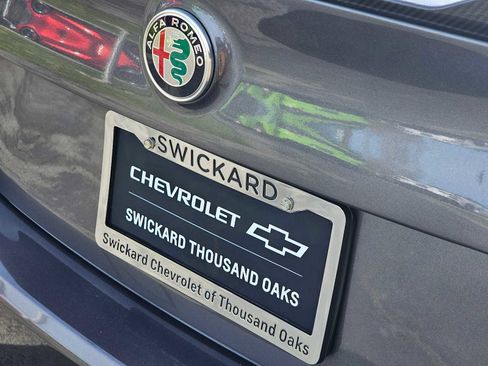 ALFA ROMEO
SWICKARD
CHEVROLET
SWICKARD THOUSAND OAKS
Swickard Chevrolet of Thousand Oaks